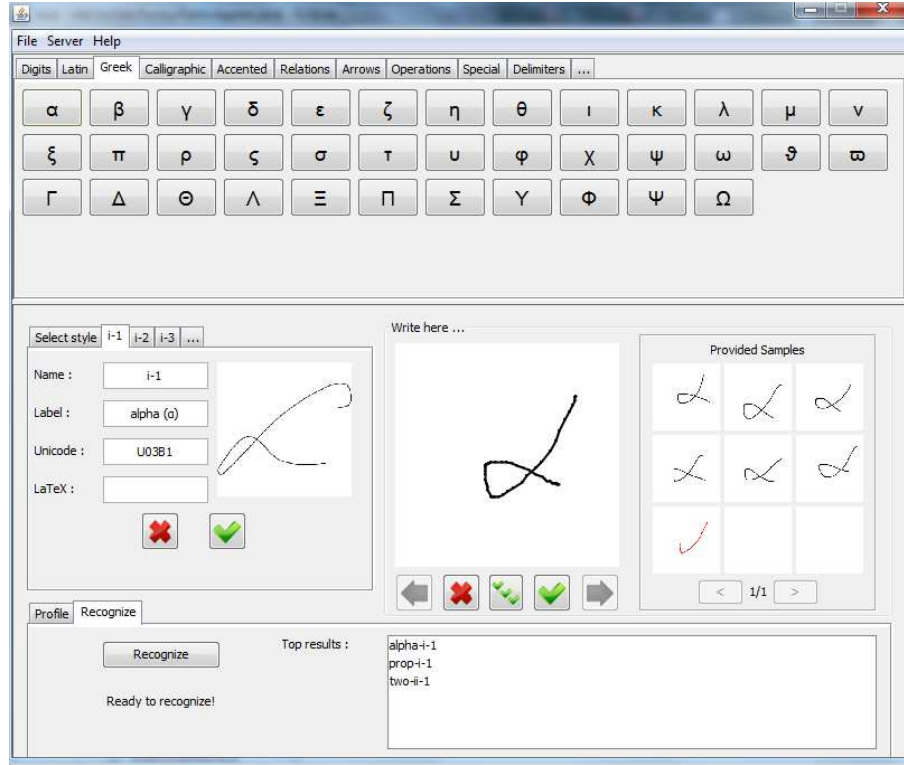 File Server Help
Digits Latin Greek Calligraphic Accented Relations Arrows Operations Special Delimiters ...
α β γ δ ε ζ η θ ι κ λ μ ν
ξ π ρ ς σ τ υ φ χ ψ ω ϑ ϖ
Γ Δ Θ Λ Ξ Π Σ Υ Φ Ψ Ω
Select style i-1 i-2 i-3 ...
Name : i-1
Label : alpha (α)
Unicode : U03B1
LaTeX :
Write here ...
α
Provided Samples
< 1/1 >
Profile Recognize
Recognize
Ready to recognize!
Top results :
alpha-i-1
prop-i-1
two-ii-1